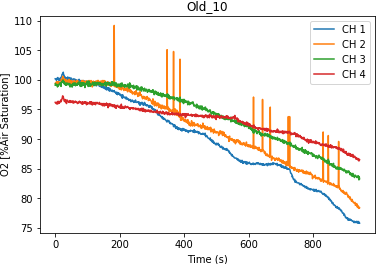 Old_10
O2 [%Air Saturation]
110
105
100
95
90
85
80
75
CH 1
CH 2
CH 3
CH 4
0 200 400 600 800
Time (s)